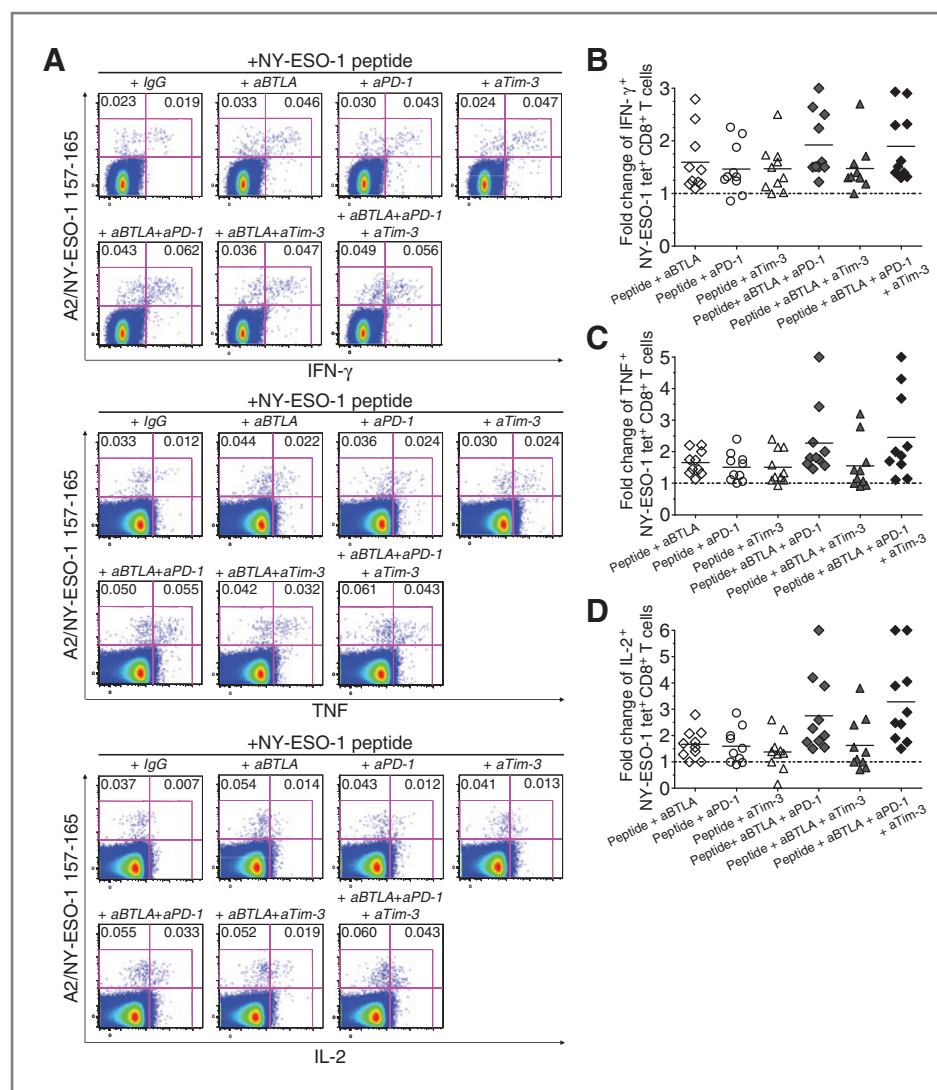 A
+NY-ESO-1 peptide
+ IgG
+ aBTLA
+ aPD-1
+ aTim-3
0.023 0.019
0.033 0.046
0.030 0.043
0.024 0.047
+ aBTLA+aPD-1
+ aBTLA+aTim-3
+ aBTLA+aPD-1
+ aTim-3
0.043 0.062
0.036 0.047
0.049 0.056
A2/NY-ESO-1 157-165
IFN-γ
+NY-ESO-1 peptide
+ IgG
+ aBTLA
+ aPD-1
+ aTim-3
0.033 0.012
0.044 0.022
0.036 0.024
0.030 0.024
+ aBTLA+aPD-1
+ aBTLA+aTim-3
+ aBTLA+aPD-1
+ aTim-3
0.050 0.055
0.042 0.032
0.061 0.043
A2/NY-ESO-1 157-165
TNF
+NY-ESO-1 peptide
+ IgG
+ aBTLA
+ aPD-1
+ aTim-3
0.037 0.007
0.054 0.014
0.043 0.012
0.041 0.013
+ aBTLA+aPD-1
+ aBTLA+aTim-3
+ aBTLA+aPD-1
+ aTim-3
0.055 0.033
0.052 0.019
0.060 0.043
A2/NY-ESO-1 157-165
IL-2
B
Fold change of IFN-γ⁺
NY-ESO-1 tet⁺ CD8⁺ T cells
3
2
1
0
Peptide + aBTLA
Peptide + aPD-1
Peptide + aTim-3
Peptide+ aBTLA + aPD-1
Peptide + aBTLA + aTim-3
Peptide + aBTLA + aPD-1
+ aTim-3
C
Fold change of TNF⁺
NY-ESO-1 tet⁺ CD8⁺ T cells
5
4
3
2
1
0
Peptide + aBTLA
Peptide + aPD-1
Peptide + aTim-3
Peptide+ aBTLA + aPD-1
Peptide + aBTLA + aTim-3
Peptide + aBTLA + aPD-1
+ aTim-3
D
Fold change of IL-2⁺
NY-ESO-1 tet⁺ CD8⁺ T cells
6
5
4
3
2
1
0
Peptide + aBTLA
Peptide + aPD-1
Peptide + aTim-3
Peptide+ aBTLA + aPD-1
Peptide + aBTLA + aTim-3
Peptide + aBTLA + aPD-1
+ aTim-3